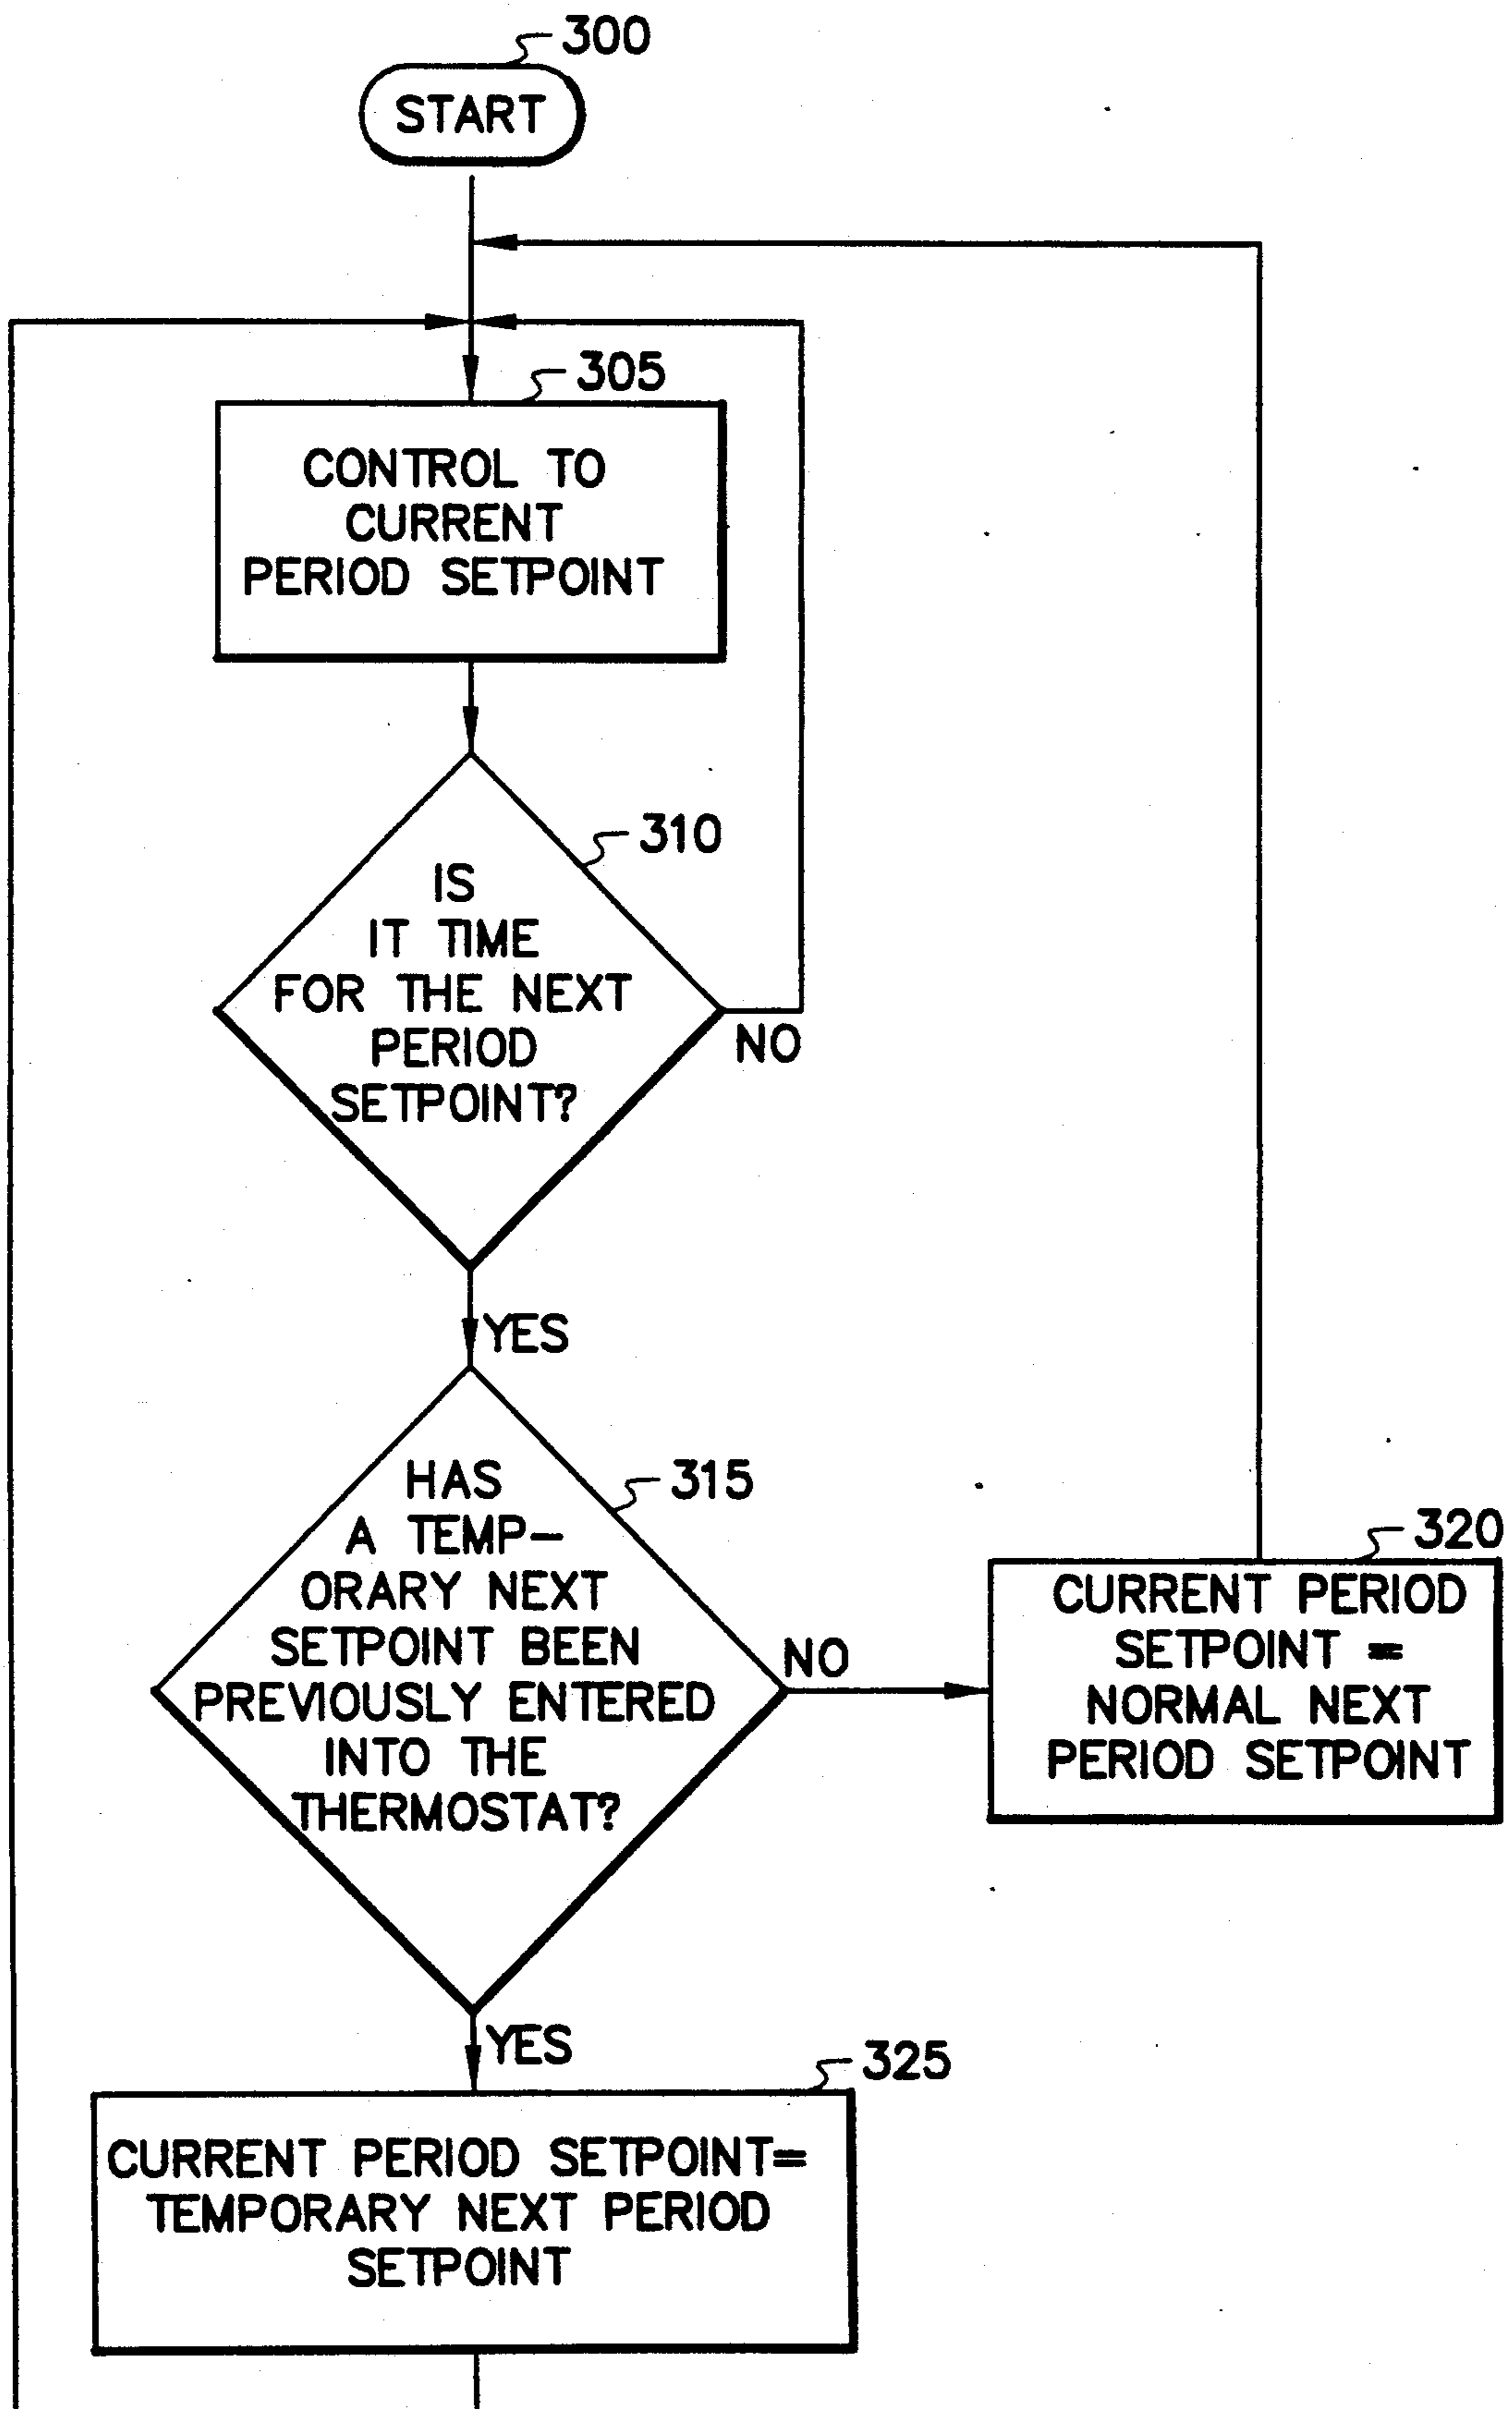 300
START
305
CONTROL TO
CURRENT
PERIOD SETPOINT
310
IS
IT TIME
FOR THE NEXT
PERIOD
SETPOINT?
NO
YES
315
HAS
A TEMP-
ORARY NEXT
SETPOINT BEEN
PREVIOUSLY ENTERED
INTO THE
THERMOSTAT?
NO
320
CURRENT PERIOD
SETPOINT =
NORMAL NEXT
PERIOD SETPOINT
YES
325
CURRENT PERIOD SETPOINT=
TEMPORARY NEXT PERIOD
SETPOINT